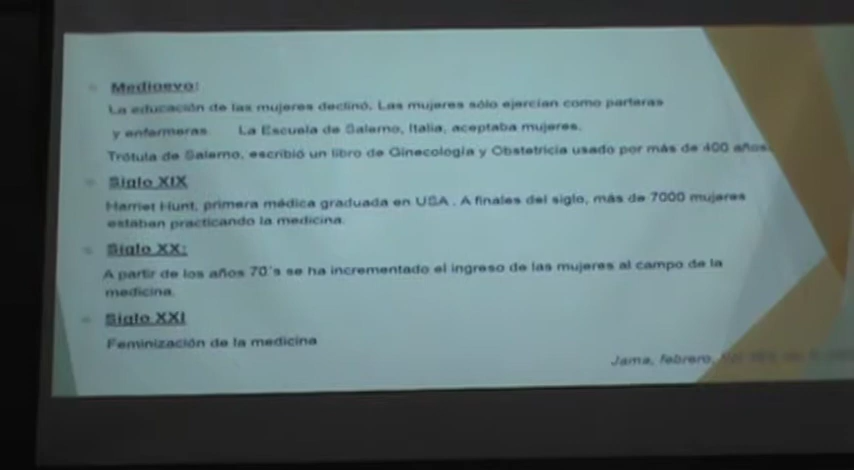 Medioevo:
La educación de las mujeres declinó. Las mujeres sólo ejercían como parteras
y enfermeras. La Escuela de Salerno, Italia, aceptaba mujeres.
Trótula de Salerno, escribió un libro de Ginecología y Obstetricia usado por más de 400 años.
Siglo XIX
Harriet Hunt, primera médica graduada en USA. A finales del siglo, más de 7000 mujeres
estaban practicando la medicina.
Siglo XX:
A partir de los años 70's se ha incrementado el ingreso de las mujeres al campo de la
medicina.
Siglo XXI
Feminización de la medicina
Jama, febrero,